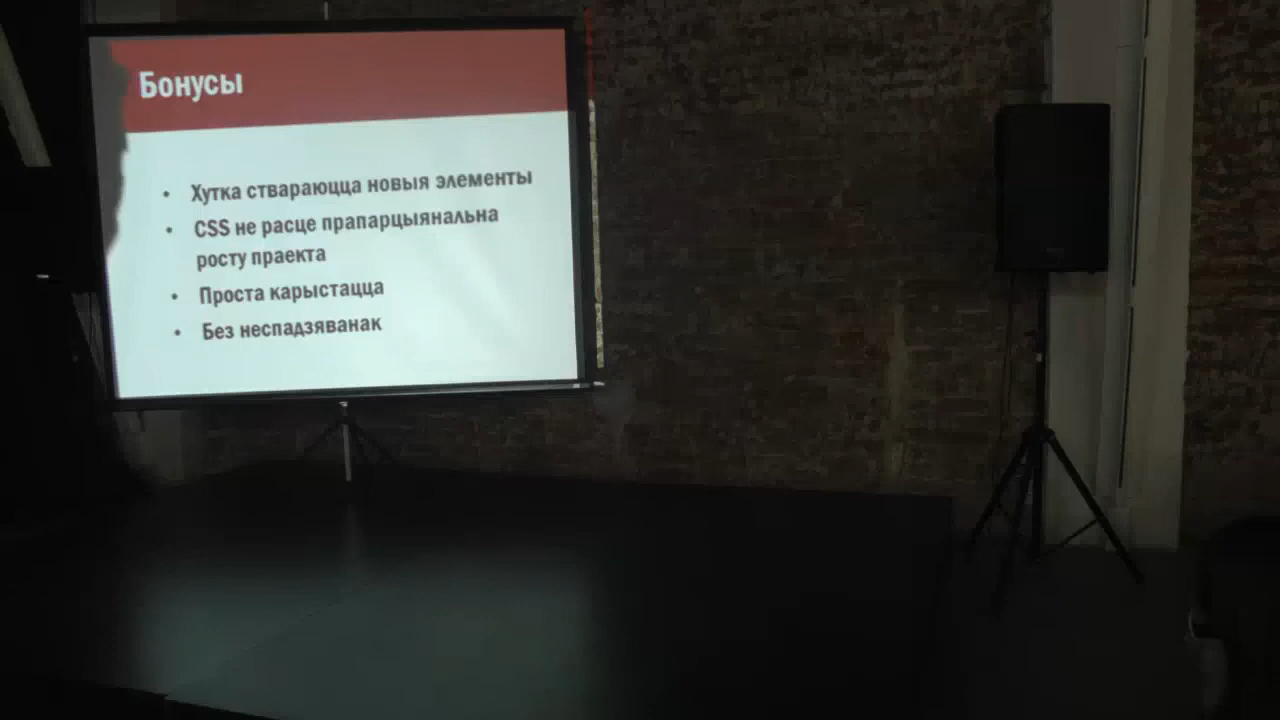 Бонусы
• Хутка ствараюцца новыя элементы
• CSS не расце прапарцыянальна
росту праекта
• Проста карыстацца
• Без неспадзяванак